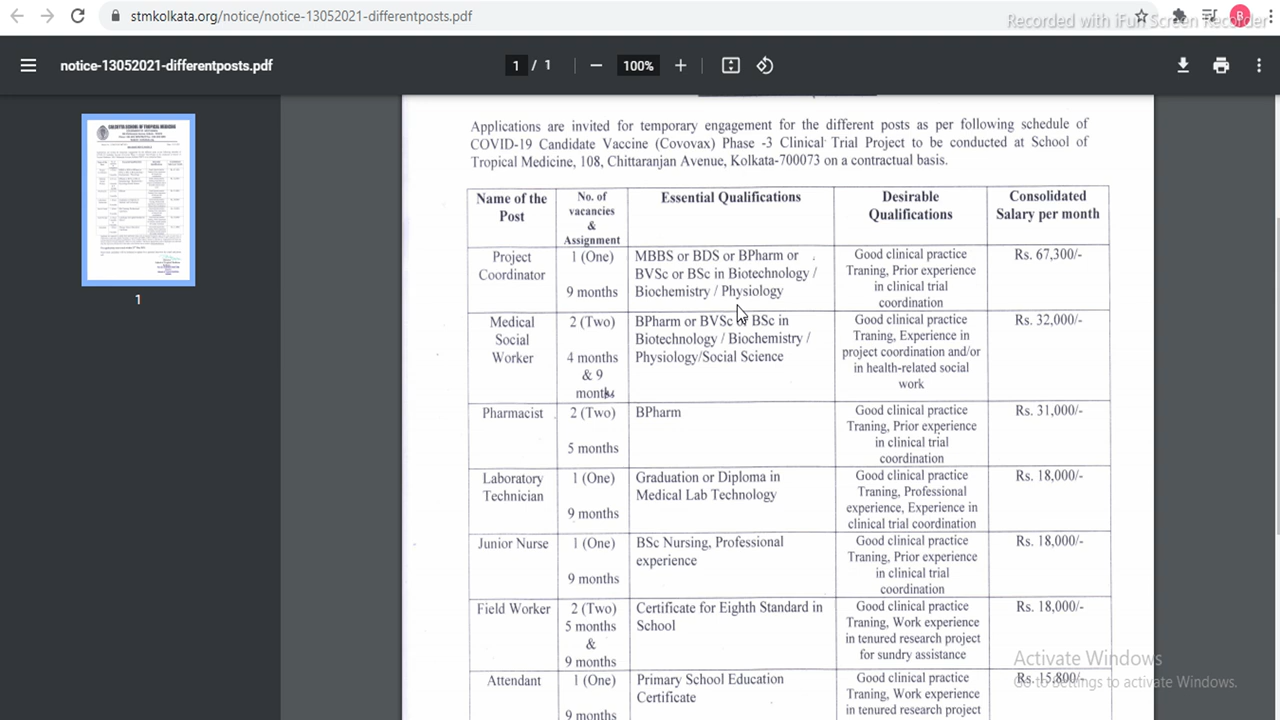 stmkolkata.org/notice/notice-13052021-differentposts.pdf
Recorded with iFun Screen Recorder
B
notice-13052021-differentposts.pdf
1 / 1
100%
1
Applications are invited for temporary engagement for the under posts as per following schedule of
COVID-19 Candidate Vaccine (Covovax) Phase 2/3 Clinical Trial Project to be conducted at School of
Tropical Medicine, 108, Chittaranjan Avenue, Kolkata-700073 on a contractual basis.
Name of the Post
No. of vacancies & Assignment
Essential Qualifications
Desirable Qualifications
Consolidated Salary per month
Project Coordinator
1 (One)
9 months
MBBS or BDS or BPharm or
BVSc or BSc in Biotechnology /
Biochemistry / Physiology
Good clinical practice
Traning, Prior experience
in clinical trial
coordination
Rs. 67,300/-
Medical
Social
Worker
2 (Two)
4 months
& 9
months
BPharm or BVSc or BSc in
Biotechnology / Biochemistry /
Physiology/Social Science
Good clinical practice
Traning, Experience in
project coordination and/or
in health-related social
work
Rs. 32,000/-
Pharmacist
2 (Two)
5 months
BPharm
Good clinical practice
Traning, Prior experience
in clinical trial
coordination
Rs. 31,000/-
Laboratory
Technician
1 (One)
9 months
Graduation or Diploma in
Medical Lab Technology
Good clinical practice
Traning, Professional
experience, Experience in
clinical trial coordination
Rs. 18,000/-
Junior Nurse
1 (One)
9 months
BSc Nursing, Professional
experience
Good clinical practice
Traning, Prior experience
in clinical trial
coordination
Rs. 18,000/-
Field Worker
2 (Two)
5 months
&
9 months
Certificate for Eighth Standard in
School
Good clinical practice
Traning, Work experience
in tenured research project
for sundry assistance
Rs. 18,000/-
Attendant
1 (One)
9 months
Primary School Education
Certificate
Good clinical practice
Traning, Work experience
in tenured research project
Rs. 15,800/-
Activate Windows
Go to Settings to activate Windows.